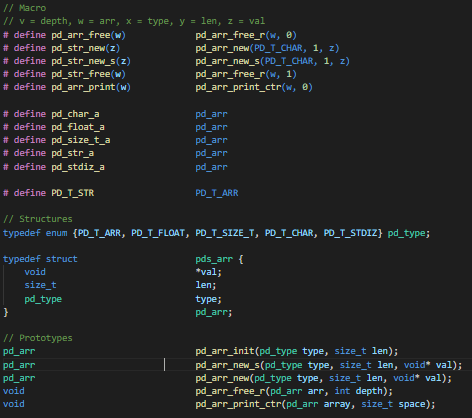 // Macro
// v = depth, w = arr, x = type, y = len, z = val
# define pd_arr_free(w) pd_arr_free_r(w, 0)
# define pd_str_new(z) pd_arr_new(PD_T_CHAR, 1, z)
# define pd_str_new_s(z) pd_arr_new_s(PD_T_CHAR, 1, z)
# define pd_str_free(w) pd_arr_free_r(w, 1)
# define pd_arr_print(w) pd_arr_print_ctr(w, 0)
# define pd_char_a pd_arr
# define pd_float_a pd_arr
# define pd_size_t_a pd_arr
# define pd_str_a pd_arr
# define pd_stdiz_a pd_arr
# define PD_T_STR PD_T_ARR
// Structures
typedef enum {PD_T_ARR, PD_T_FLOAT, PD_T_SIZE_T, PD_T_CHAR, PD_T_STDIZ} pd_type;
typedef struct pds_arr {
void *val;
size_t len;
pd_type type;
} pd_arr;
// Prototypes
pd_arr pd_arr_init(pd_type type, size_t len);
pd_arr pd_arr_new_s(pd_type type, size_t len, void* val);
pd_arr pd_arr_new(pd_type type, size_t len, void* val);
void pd_arr_free_r(pd_arr arr, int depth);
void pd_arr_print_ctr(pd_arr array, size_t space);